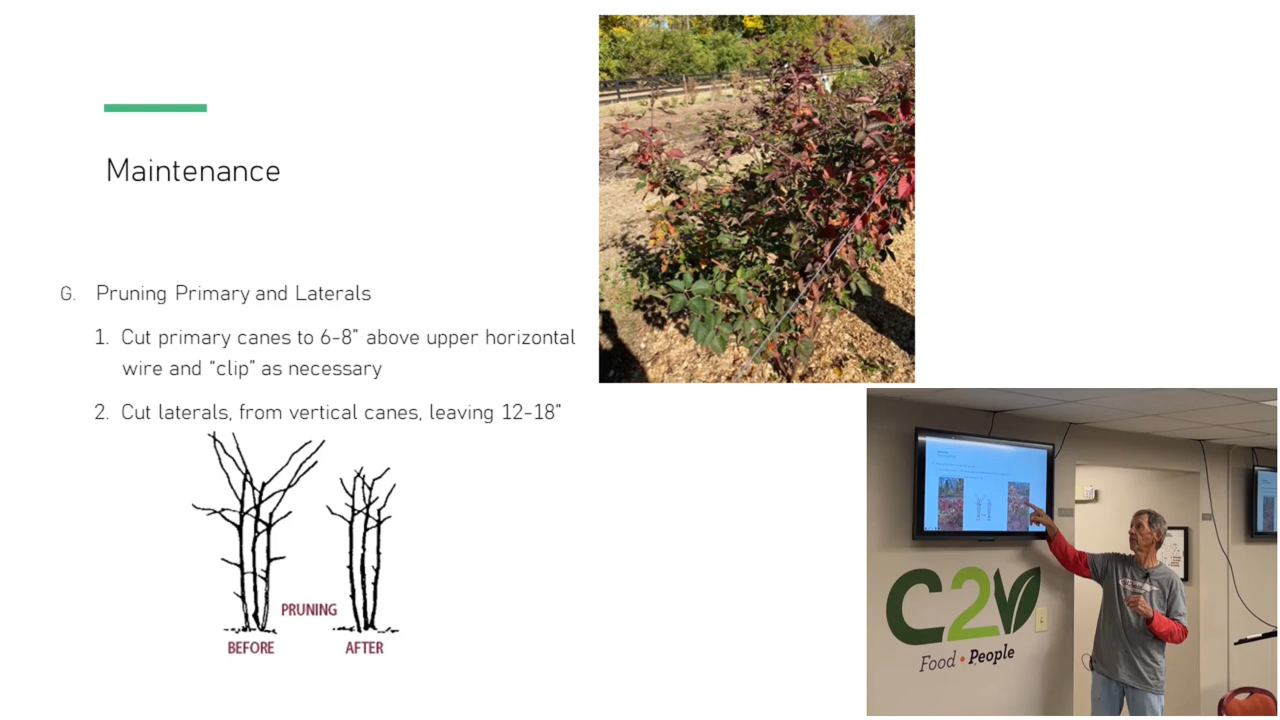 Maintenance
G. Pruning Primary and Laterals
1. Cut primary canes to 6-8" above upper horizontal
wire and “clip” as necessary
2. Cut laterals, from vertical canes, leaving 12-18"
PRUNING
BEFORE
AFTER
C2V
Food • People